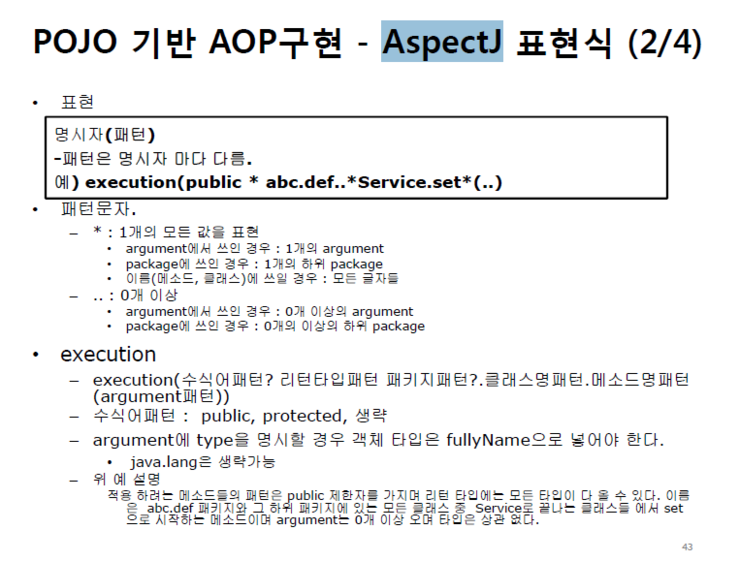 POJO 기반 AOP구현 - AspectJ 표현식 (2/4)
• 표현
명시자(패턴)
-패턴은 명시자 마다 다름.
예) execution(public * abc.def..*Service.set*(..)
• 패턴문자.
– * : 1개의 모든 값을 표현
• argument에서 쓰인 경우 : 1개의 argument
• package에 쓰인 경우 : 1개의 하위 package
• 이름(메소드, 클래스)에 쓰일 경우 : 모든 글자들
– .. : 0개 이상
• argument에서 쓰인 경우 : 0개 이상의 argument
• package에 쓰인 경우 : 0개의 이상의 하위 package
• execution
– execution(수식어패턴? 리턴타입패턴 패키지패턴?.클래스명패턴.메소드명패턴
(argument패턴))
– 수식어패턴 : public, protected, 생략
– argument에 type을 명시할 경우 객체 타입은 fullyName으로 넣어야 한다.
• java.lang은 생략가능
– 위 예 설명
적용 하려는 메소드들의 패턴은 public 제한자를 가지며 리턴 타입에는 모든 타입이 다 올 수 있다. 이름
은 abc.def 패키지와 그 하위 패키지에 있는 모든 클래스 중 Service로 끝나는 클래스들 에서 set
으로 시작하는 메소드이며 argument는 0개 이상 오며 타입은 상관 없다.
43